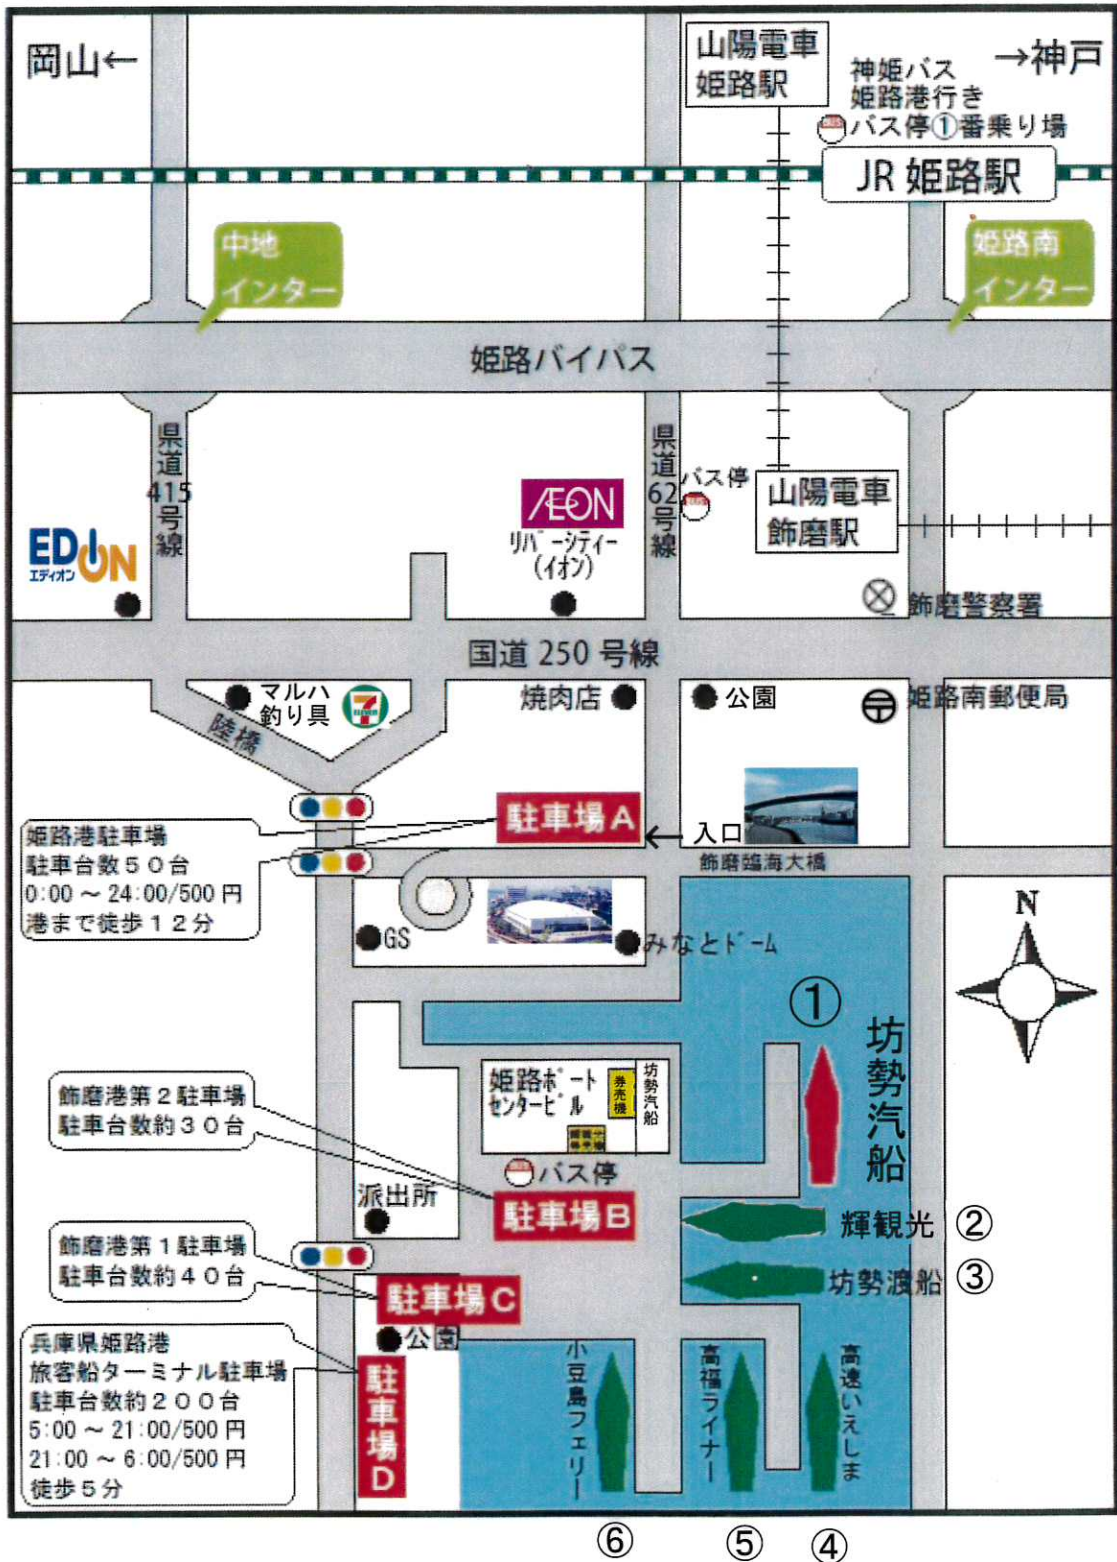 岡山←
山陽電車
姫路駅
神姫バス
姫路港行き
バス停①番乗り場
→神戸
JR 姫路駅
中地
インター
姫路南
インター
姫路バイパス
県道
415
号線
県道
62
号線
バス停
山陽電車
飾磨駅
EDION
エディオン
ÆON
リバーシティー
(イオン)
飾磨警察署
国道 250 号線
マルハ
釣り具
7
焼肉店
公園
姫路南郵便局
陸橋
駐車場A
← 入口
飾磨臨海大橋
姫路港駐車場
駐車台数50台
0:00 ~ 24:00/500 円
港まで徒歩12分
GS
みなとドーム
N
①
坊勢汽船
姫路ポート
センタービル
券売機
坊勢汽船
バス停
飾磨港第2駐車場
駐車台数約30台
派出所
駐車場B
輝観光 ②
飾磨港第1駐車場
駐車台数約40台
駐車場C
坊勢渡船 ③
公園
兵庫県姫路港
旅客船ターミナル駐車場
駐車台数約200台
5:00 ~ 21:00/500 円
21:00 ~ 6:00/500 円
徒歩5分
駐車場D
小豆島フェリー
高福ライナー
高速いえしま
⑥
⑤
④